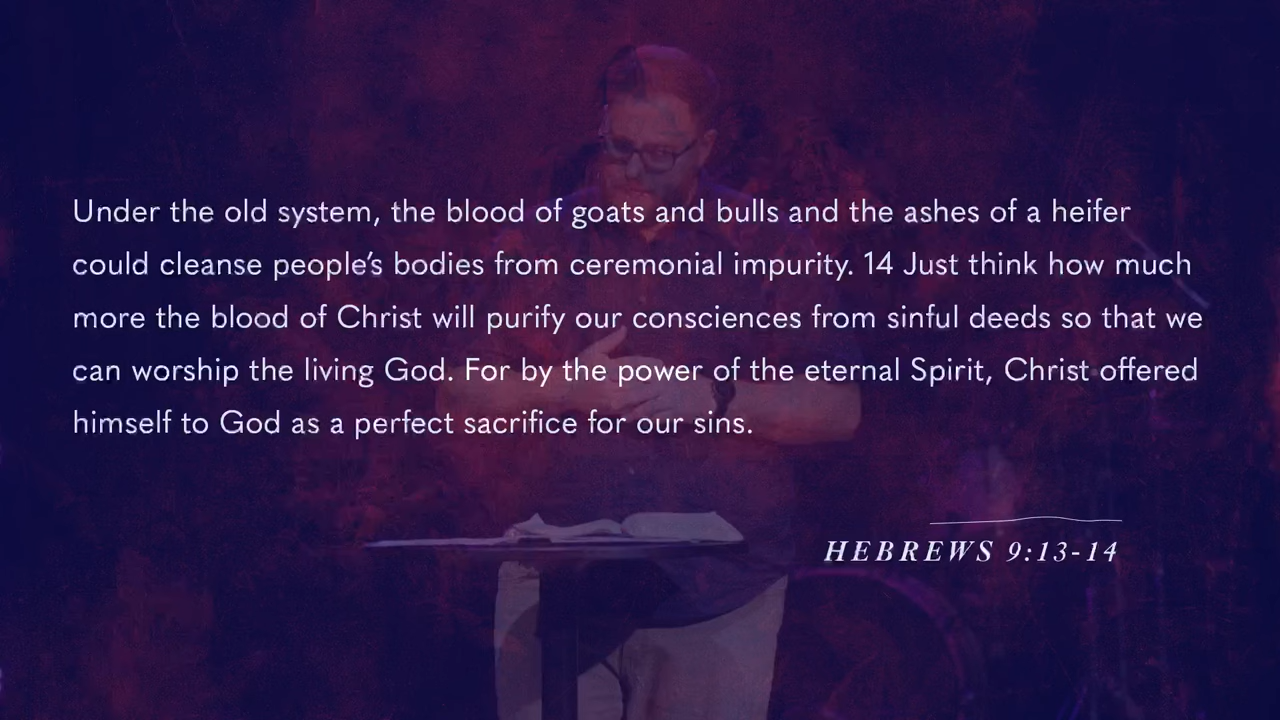 Under the old system, the blood of goats and bulls and the ashes of a heifer
could cleanse people’s bodies from ceremonial impurity. 14 Just think how much
more the blood of Christ will purify our consciences from sinful deeds so that we
can worship the living God. For by the power of the eternal Spirit, Christ offered
himself to God as a perfect sacrifice for our sins.
HEBREWS 9:13-14